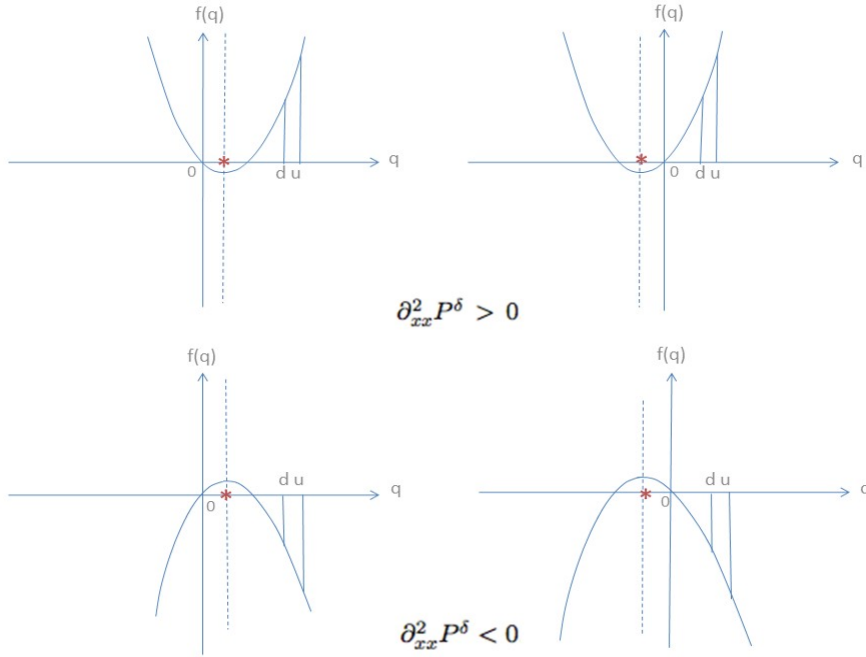 f(q) f(q)
* *
q q
0 d u 0 d u
∂²ₓₓP^δ > 0
f(q) f(q)
d u d u
* *
q q
0 0
∂²ₓₓP^δ < 0